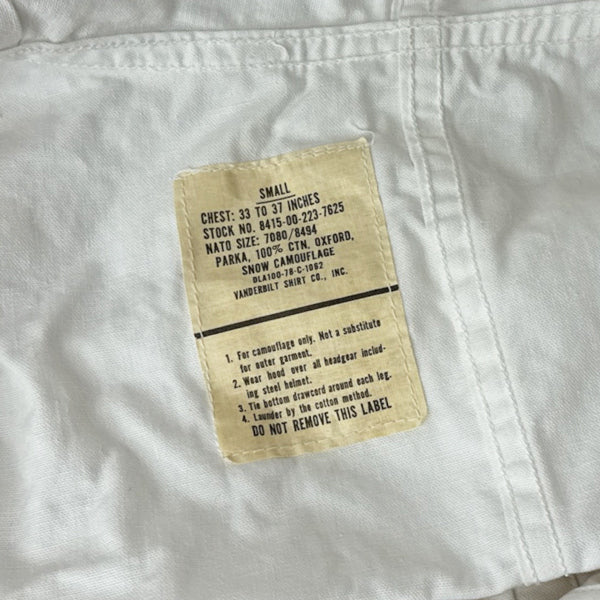 SMALL
CHEST: 33 TO 37 INCHES
STOCK NO. 8415-00-223-7625
NATO SIZE: 7080/8494
PARKA, 100% CTN. OXFORD,
SNOW CAMOUFLAGE
DLA100-78-C-1062
VANDERBILT SHIRT CO., INC.
1. For camouflage only. Not a substitute
for outer garment.
2. Wear hood over all headgear includ-
ing steel helmet.
3. Tie bottom drawcord around each leg.
4. Launder by the cotton method.
DO NOT REMOVE THIS LABEL